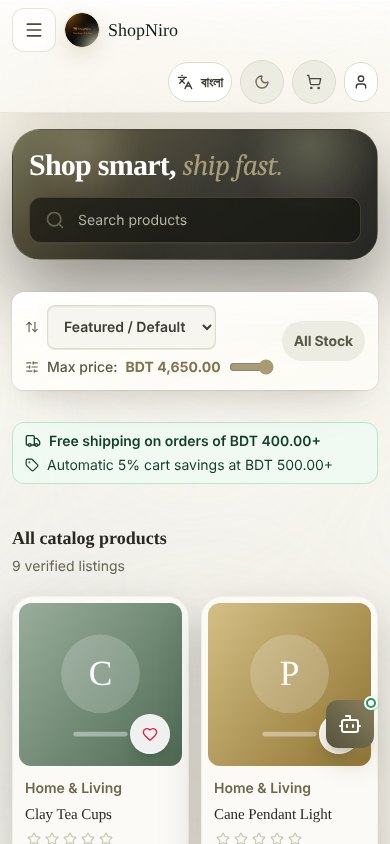 ShopNiro
বাংলা
Shop smart, ship fast.
Search products
Featured / Default
All Stock
Max price: BDT 4,650.00
Free shipping on orders of BDT 400.00+
Automatic 5% cart savings at BDT 500.00+
All catalog products
9 verified listings
C
P
Home & Living
Home & Living
Clay Tea Cups
Cane Pendant Light